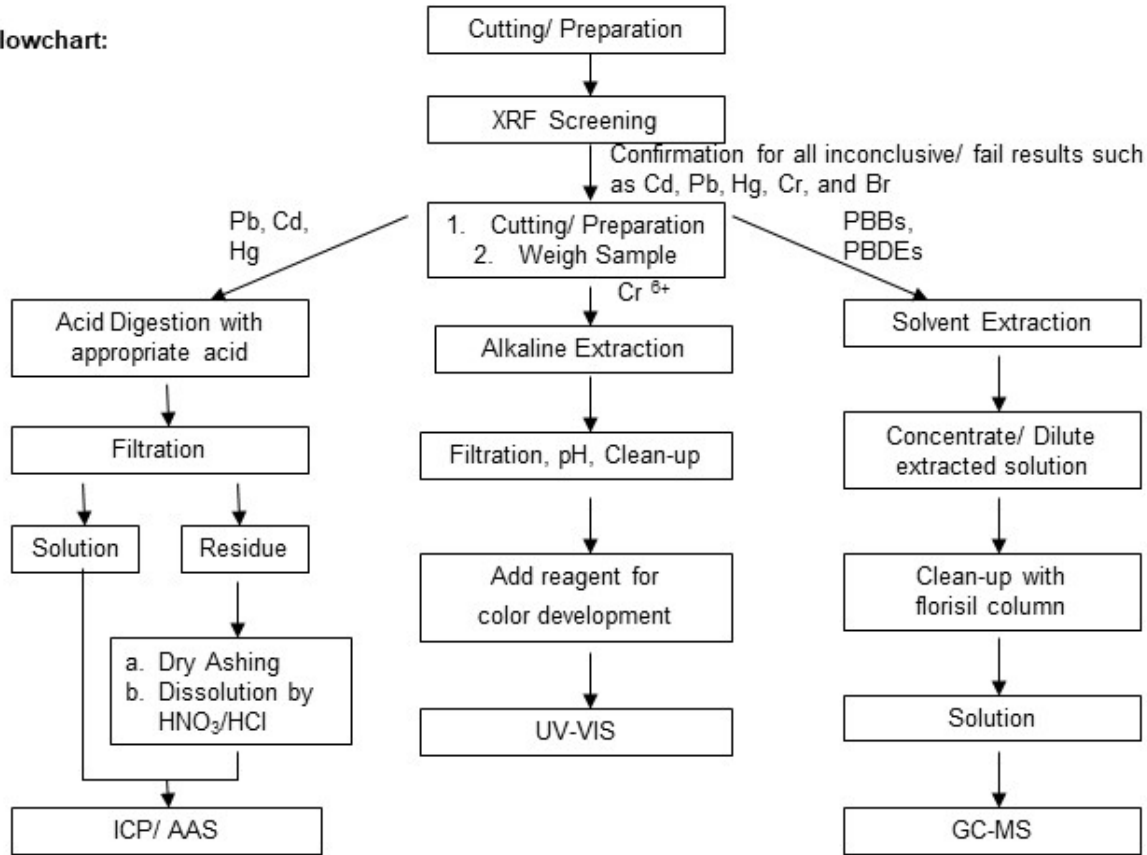 lowchart:
Cutting/ Preparation
XRF Screening
Confirmation for all inconclusive/ fail results such
as Cd, Pb, Hg, Cr, and Br
Pb, Cd,
Hg
1. Cutting/ Preparation
2. Weigh Sample
PBBs,
PBDEs
Cr ⁶⁺
Acid Digestion with
appropriate acid
Alkaline Extraction
Solvent Extraction
Filtration
Filtration, pH, Clean-up
Concentrate/ Dilute
extracted solution
Solution
Residue
Add reagent for
color development
Clean-up with
florisil column
a. Dry Ashing
b. Dissolution by
HNO₃/HCl
UV-VIS
Solution
ICP/ AAS
GC-MS